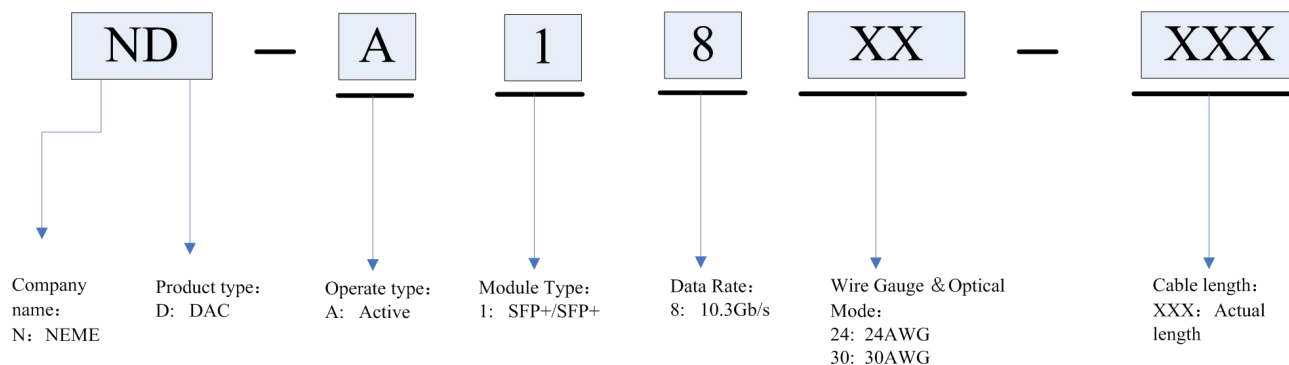 ND – A 1 8 XX – XXX
Company
name：
N：NEME
Product type：
D: DAC
Operate type：
A: Active
Module Type：
1: SFP+/SFP+
Data Rate：
8: 10.3Gb/s
Wire Gauge ＆Optical
Mode：
24: 24AWG
30: 30AWG
Cable length：
XXX：Actual
length